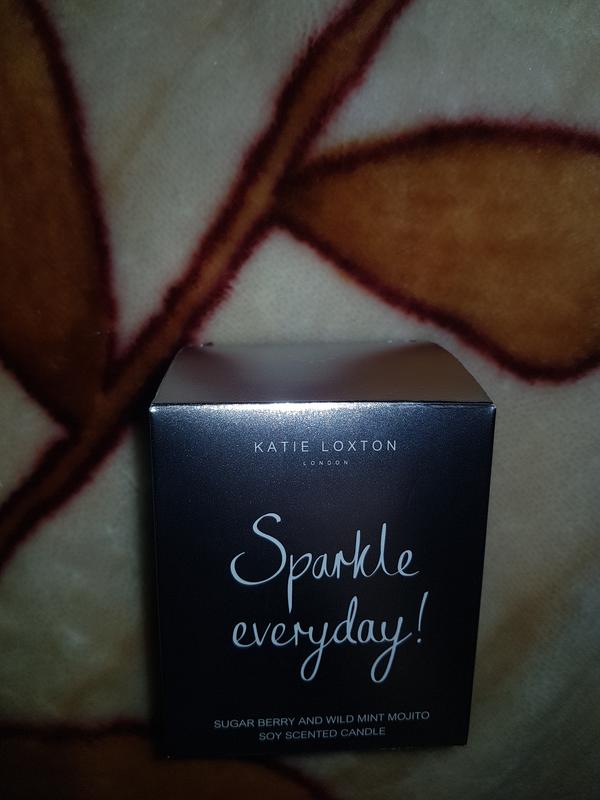 KATIE LOXTON
LONDON
Sparkle
everyday!
SUGAR BERRY AND WILD MINT MOJITO
SOY SCENTED CANDLE